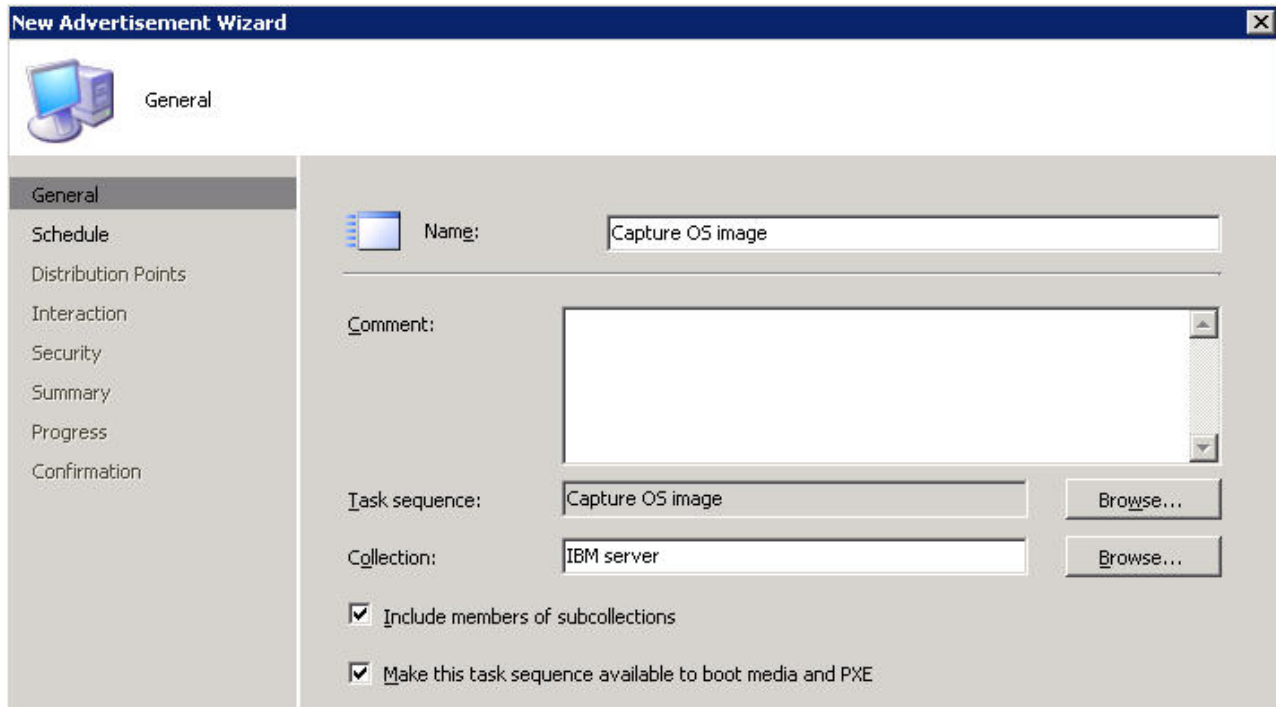 New Advertisement Wizard
General
General
Schedule
Distribution Points
Interaction
Security
Summary
Progress
Confirmation
Name: Capture OS image
Comment:
Task sequence: Capture OS image Browse...
Collection: IBM server Browse...
Include members of subcollections
Make this task sequence available to boot media and PXE